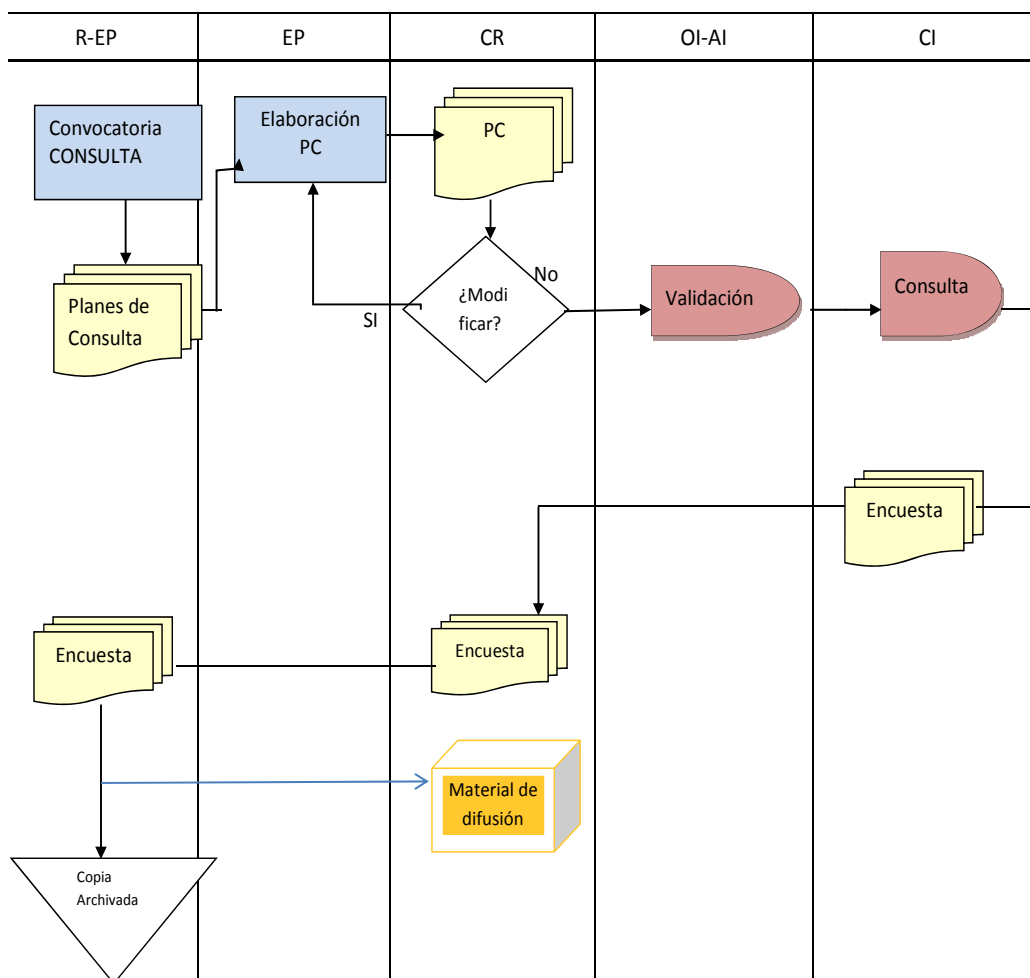 R-EP
EP
CR
OI-AI
CI
Convocatoria
CONSULTA
Elaboración
PC
PC
Planes de
Consulta
SI
¿Modi
ficar?
No
Validación
Consulta
Encuesta
Encuesta
Encuesta
Material de
difusión
Copia
Archivada